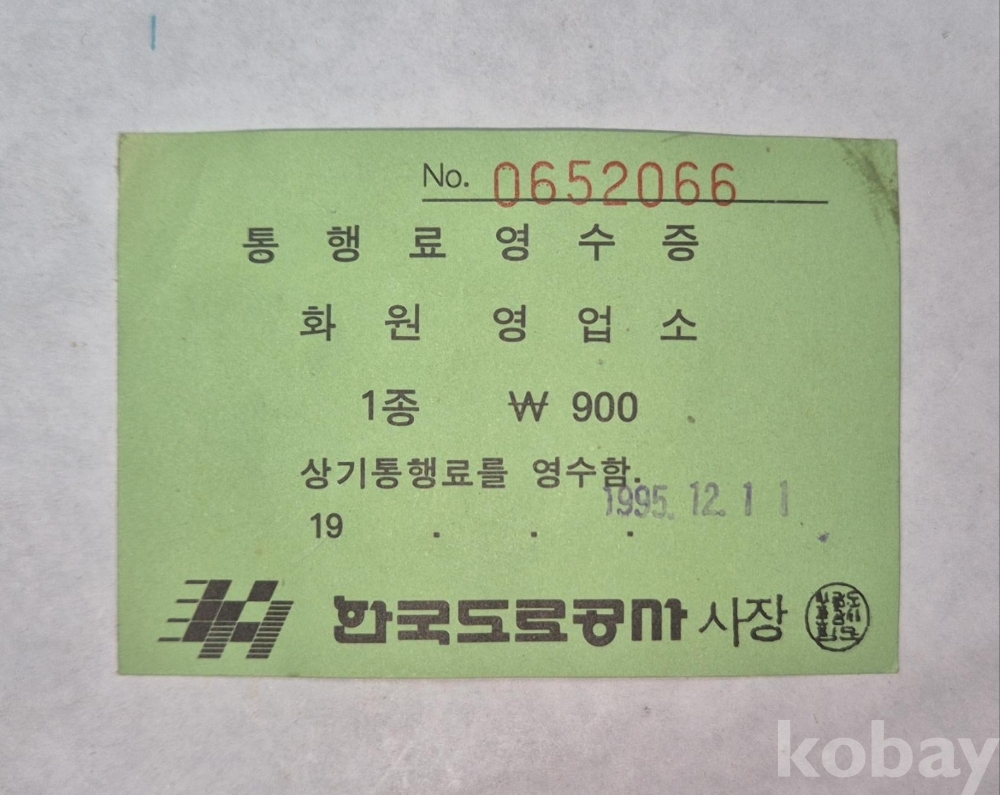 No. 0652066
통행료영수증
화원영업소
1종 ₩ 900
상기통행료를 영수함.
1995. 12. 1 1
19 . . .
한국도로공사 사장
kobay